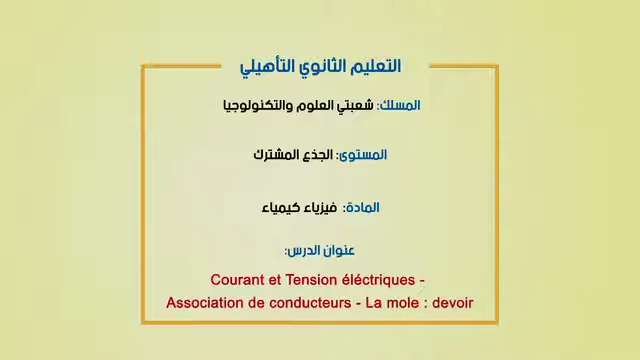 التعليم الثانوي التأهيلي
المسلك: شعبتي العلوم والتكنولوجيا
المستوى: الجذع المشترك
المادة: فيزياء كيمياء
عنوان الدرس:
Courant et Tension éléctriques -
Association de conducteurs - La mole : devoir